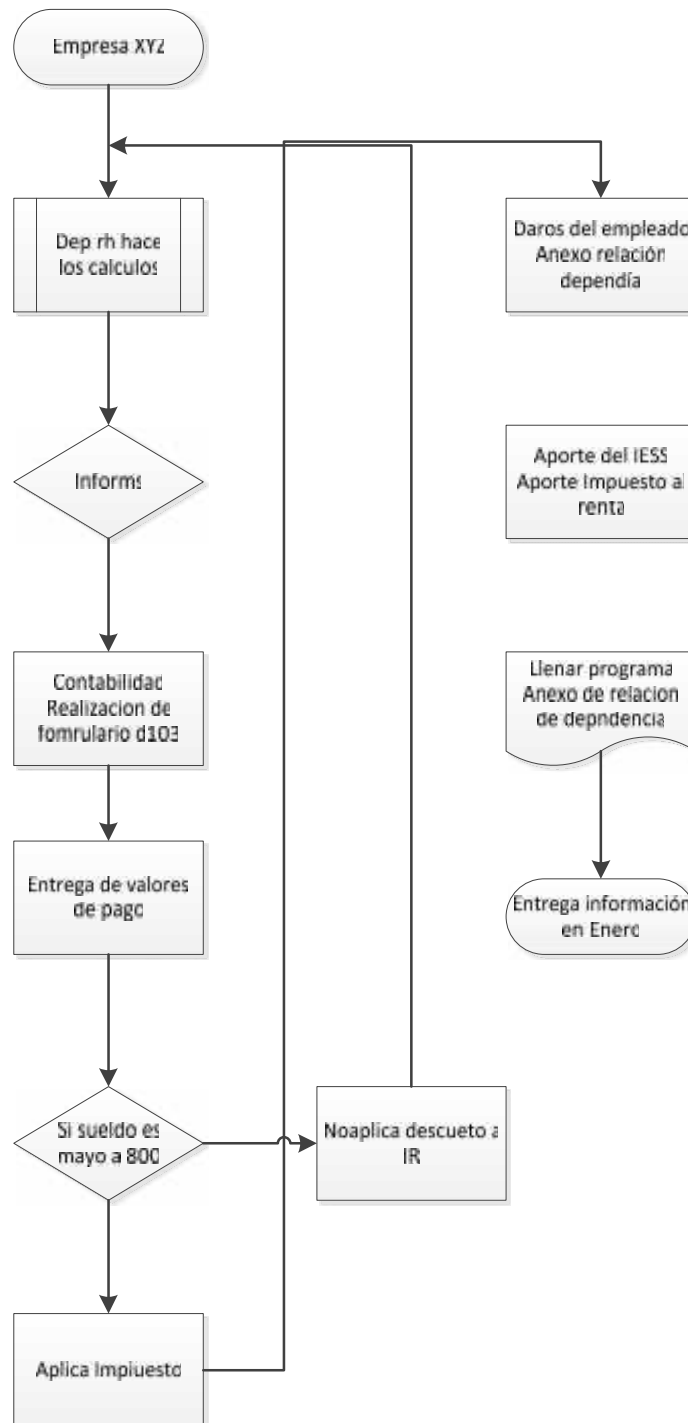 Empresa XYZ
Dep rh hace
los calculos
Informs
Contabilidad
Realizacion de
fomrulario d103
Entrega de valores
de pago
Si sueldo es
mayo a 800
Aplica Impiuesto
Noaplica descueto a
IR
Daros del empleado
Anexo relación
dependía
Aporte del IESS
Aporte Impuesto al
renta
Llenar programa
Anexo de relacion
de depndencia
Entrega información
en Enero